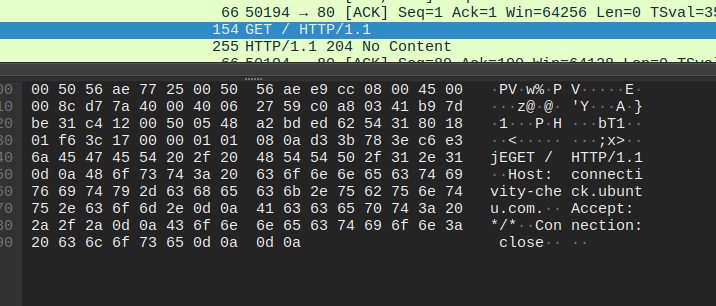 66 50194 → 80 [ACK] Seq=1 Ack=1 Win=64256 Len=0 TSval=35
154 GET / HTTP/1.1
255 HTTP/1.1 204 No Content
66 50194 → 80 [ACK] Seq=89 Ack=190 Win=64128 Len=0
00 00 50 56 ae 77 25 00 50 56 ae e9 cc 08 00 45 00 ·PV·w%·P V·····E·
10 00 8c d7 7a 40 00 40 06 27 59 c0 a8 03 41 b9 7d ···z@·@· 'Y···A·}
20 be 31 c4 12 00 50 05 48 a2 bd ed 62 54 31 80 18 ·1···P·H ···bT1··
30 01 f6 3c 17 00 00 01 01 08 0a d3 3b 78 3e c6 e3 ··<····· ···;x>··
40 6a 45 47 45 54 20 2f 20 48 54 54 50 2f 31 2e 31 jEGET / HTTP/1.1
50 0d 0a 48 6f 73 74 3a 20 63 6f 6e 6e 65 63 74 69 ··Host: connecti
60 76 69 74 79 2d 63 68 65 63 6b 2e 75 62 75 6e 74 vity-che ck.ubunt
70 75 2e 63 6f 6d 2e 0d 0a 41 63 63 65 70 74 3a 20 u.com.·· Accept:
80 2a 2f 2a 0d 0a 43 6f 6e 6e 65 63 74 69 6f 6e 3a */*··Con nection:
90 20 63 6c 6f 73 65 0d 0a 0d 0a close·· ··